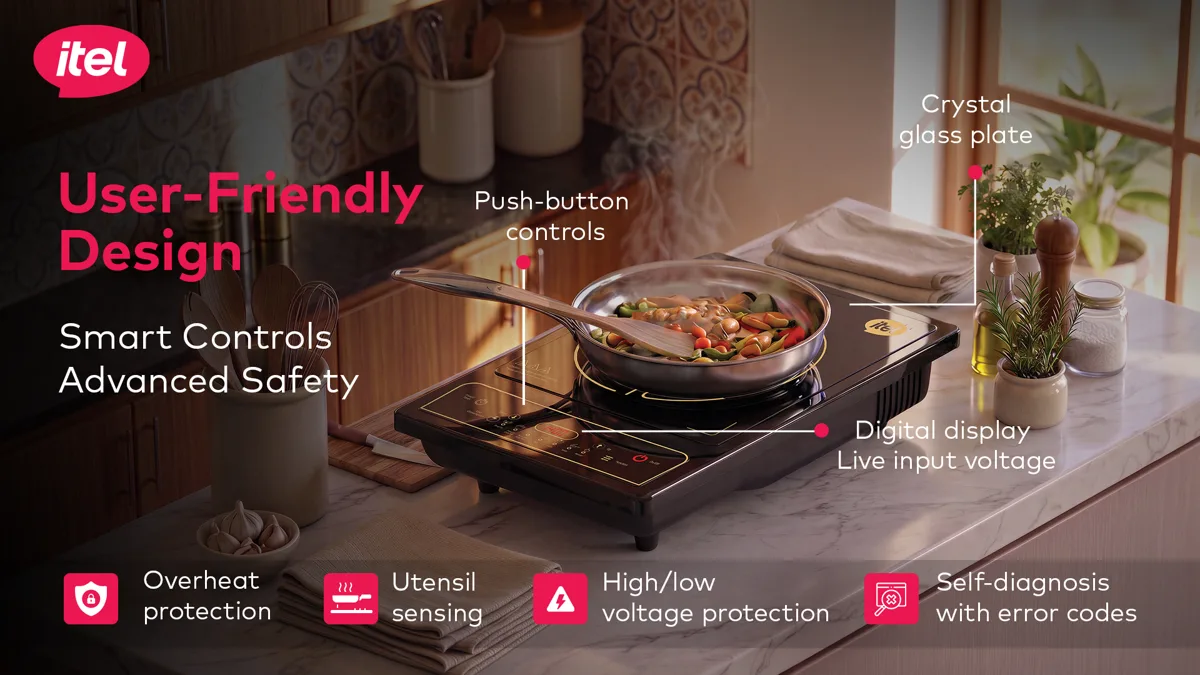 itel
User-Friendly
Design
Smart Controls
Advanced Safety
Push-button
controls
Crystal
glass plate
itel
Digital display
Live input voltage
Overheat
protection
Utensil
sensing
High/low
voltage protection
Self-diagnosis
with error codes